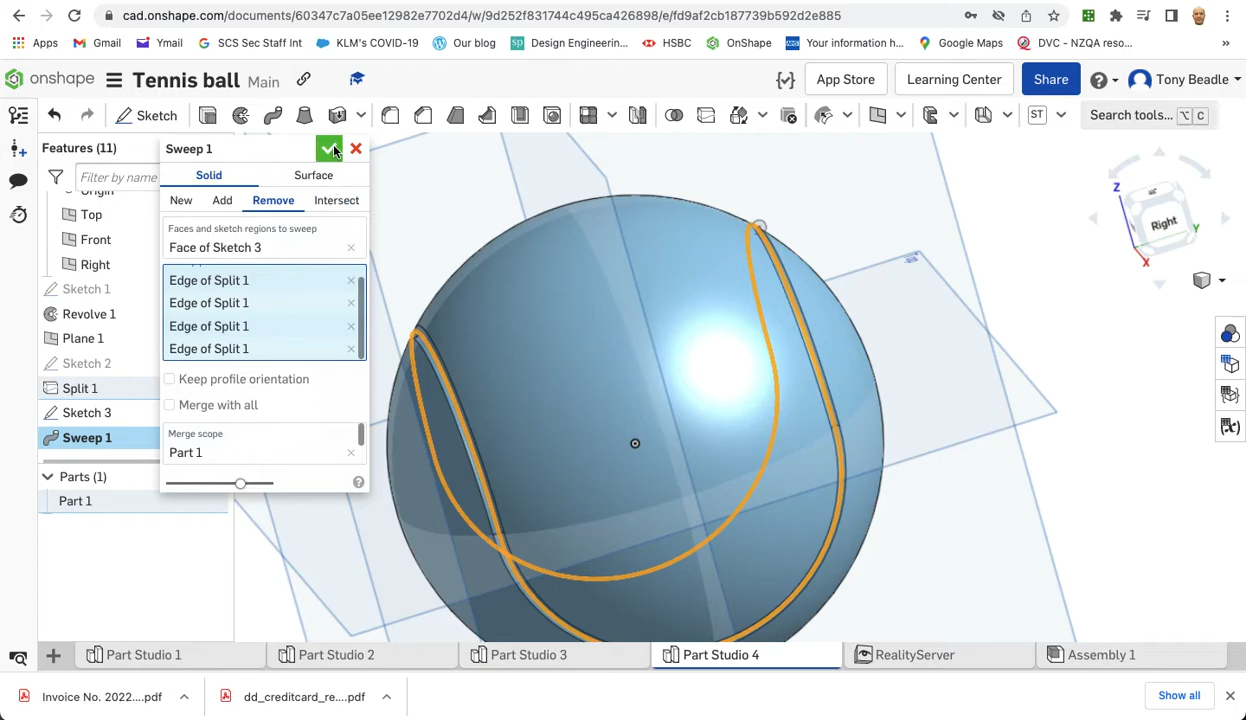 cad.onshape.com/documents/60347c7a05ee12982e7702d4/w/9d252f831744c495ca426898/e/fd9af2cb187739b592d2e885
Apps Gmail Ymail SCS Sec Staff Int KLM's COVID-19 Our blog Design Engineerin... HSBC OnShape Your information h... Google Maps DVC - NZQA reso... »
onshape Tennis ball Main App Store Learning Center Share Tony Beadle
Sketch ST Search tools... ⌥ C
Features (11)
Filter by name
Origin
Top
Front
Right
Sketch 1
Revolve 1
Plane 1
Sketch 2
Split 1
Sketch 3
Sweep 1
Parts (1)
Part 1
Sweep 1
Solid Surface
New Add Remove Intersect
Faces and sketch regions to sweep
Face of Sketch 3
Edge of Split 1
Edge of Split 1
Edge of Split 1
Edge of Split 1
Keep profile orientation
Merge with all
Merge scope
Part 1
Z
Right
Y
X
Part Studio 1 Part Studio 2 Part Studio 3 Part Studio 4 RealityServer Assembly 1
Invoice No. 2022....pdf dd_creditcard_re....pdf Show all